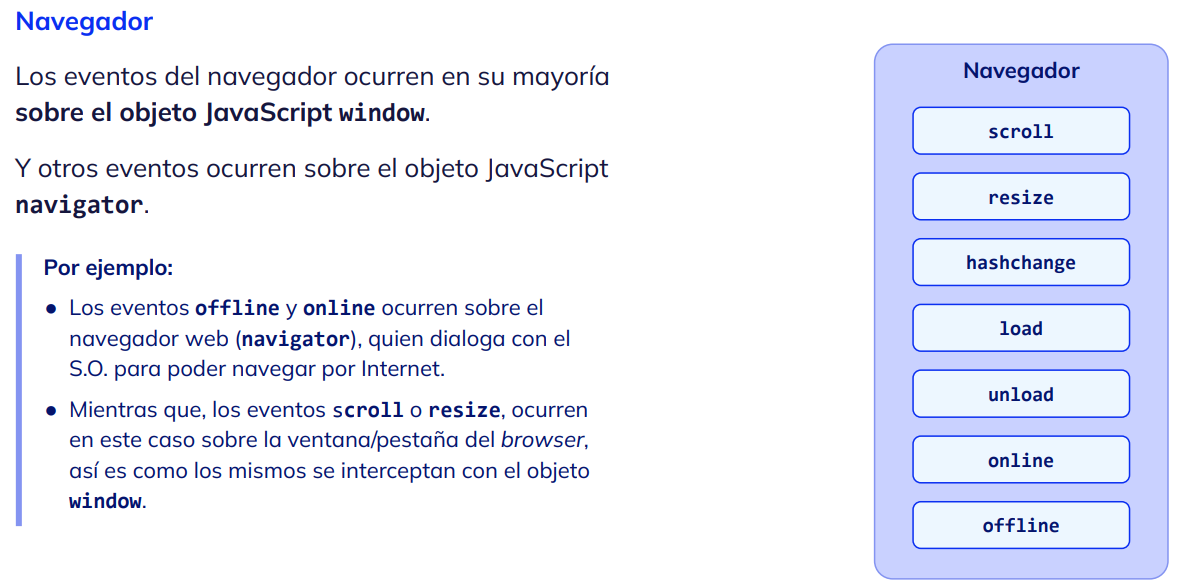 Navegador
Los eventos del navegador ocurren en su mayoría
sobre el objeto JavaScript window.
Y otros eventos ocurren sobre el objeto JavaScript
navigator.
Por ejemplo:
● Los eventos offline y online ocurren sobre el
navegador web (navigator), quien dialoga con el
S.O. para poder navegar por Internet.
● Mientras que, los eventos scroll o resize, ocurren
en este caso sobre la ventana/pestaña del browser,
así es como los mismos se interceptan con el objeto
window.
Navegador
scroll
resize
hashchange
load
unload
online
offline